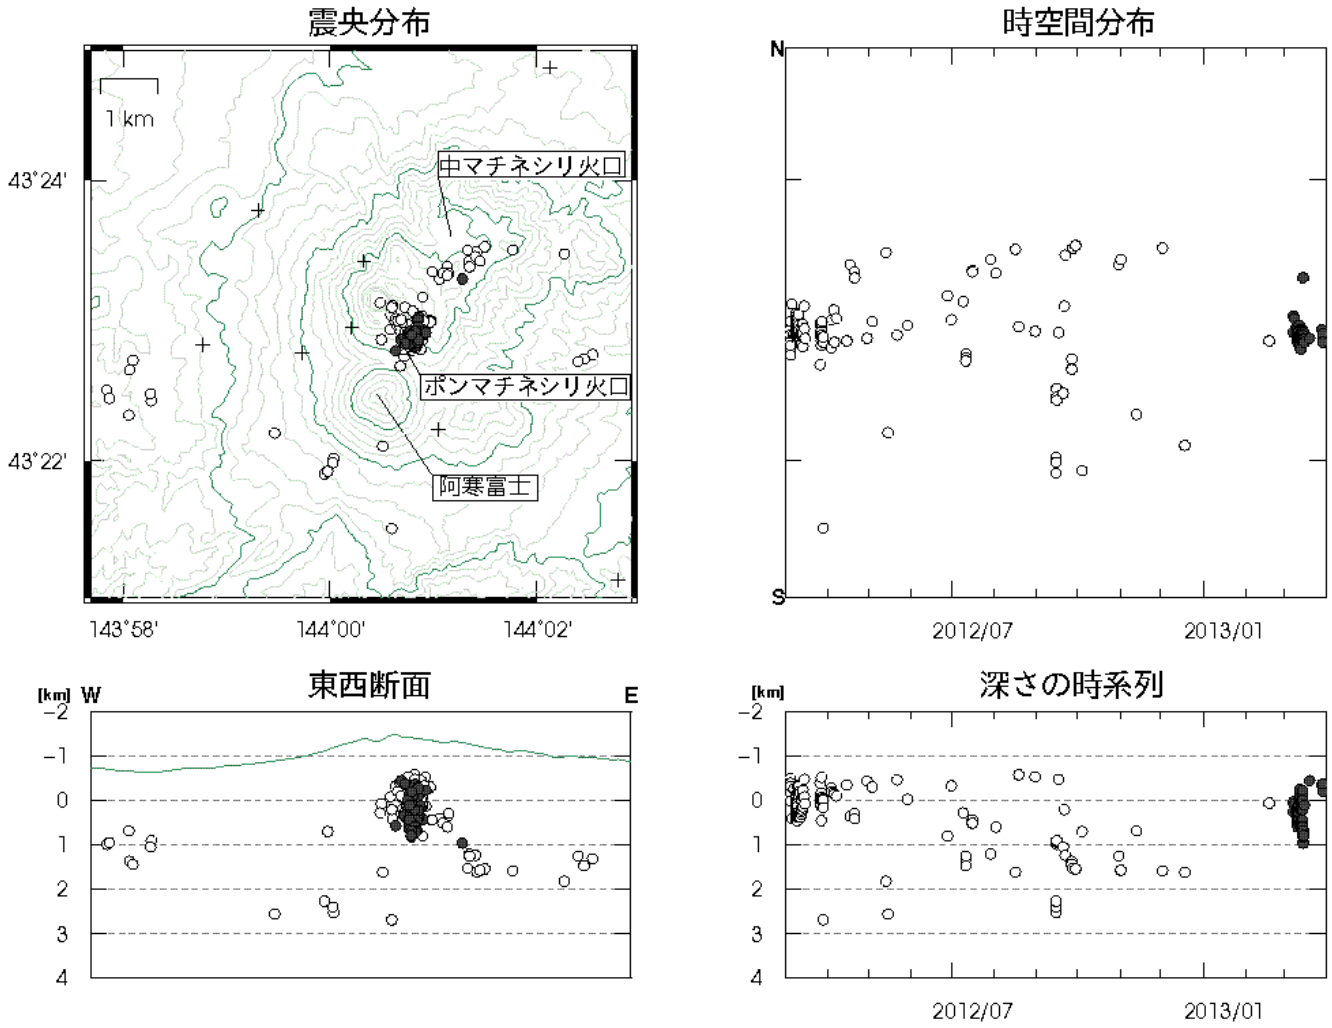 震央分布
1 km
中マチネシリ火口
43°24'
ポンマチネシリ火口
43°22'
阿寒富士
143°58'
144°00'
144°02'
時空間分布
N
S
2012/07
2013/01
東西断面
[km]
W
E
-2
-1
0
1
2
3
4
深さの時系列
[km]
-2
-1
0
1
2
3
4
2012/07
2013/01